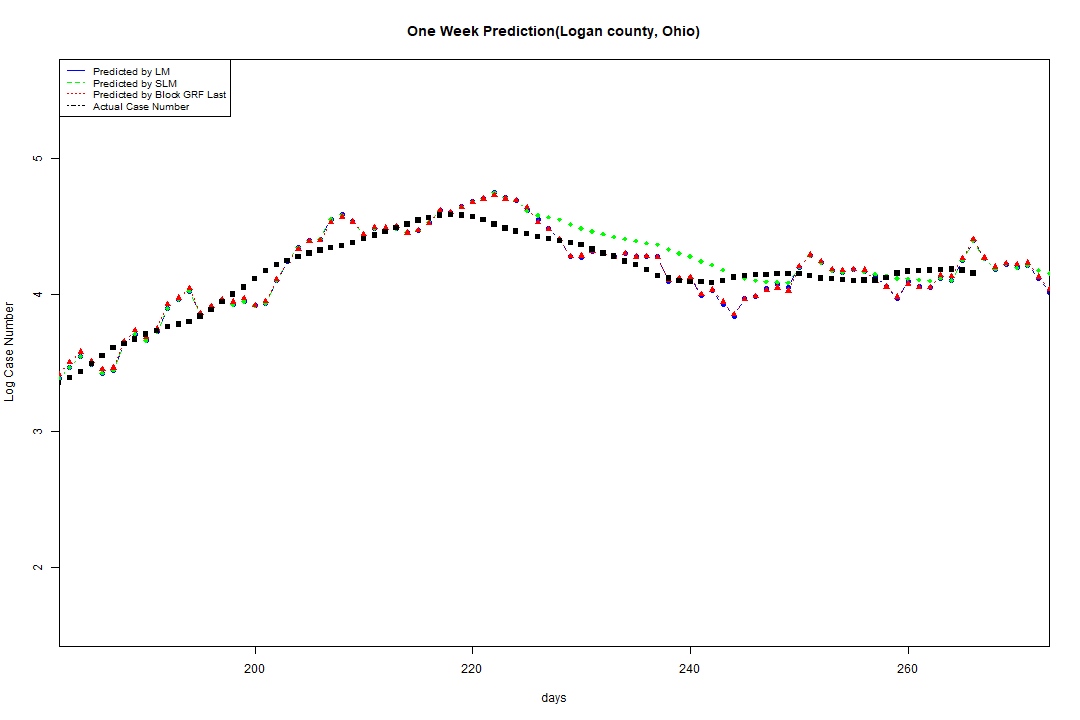 One Week Prediction(Logan county, Ohio)
Predicted by LM
Predicted by SLM
Predicted by Block GRF Last
Actual Case Number
5
4
3
2
Log Case Number
200 220 240 260
days